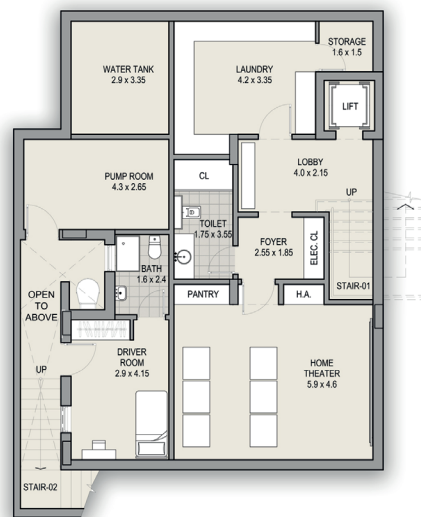 STORAGE
1.6 x 1.5
WATER TANK
2.9 x 3.35
LAUNDRY
4.2 x 3.35
LIFT
LOBBY
4.0 x 2.15
PUMP ROOM
4.3 x 2.65
CL
UP
TOILET
1.75 x 3.55
FOYER
2.55 x 1.85
ELEC. CL
BATH
1.6 x 2.4
STAIR-01
OPEN
TO
ABOVE
PANTRY
H.A.
DRIVER
ROOM
2.9 x 4.15
HOME
THEATER
5.9 x 4.6
UP
STAIR-02